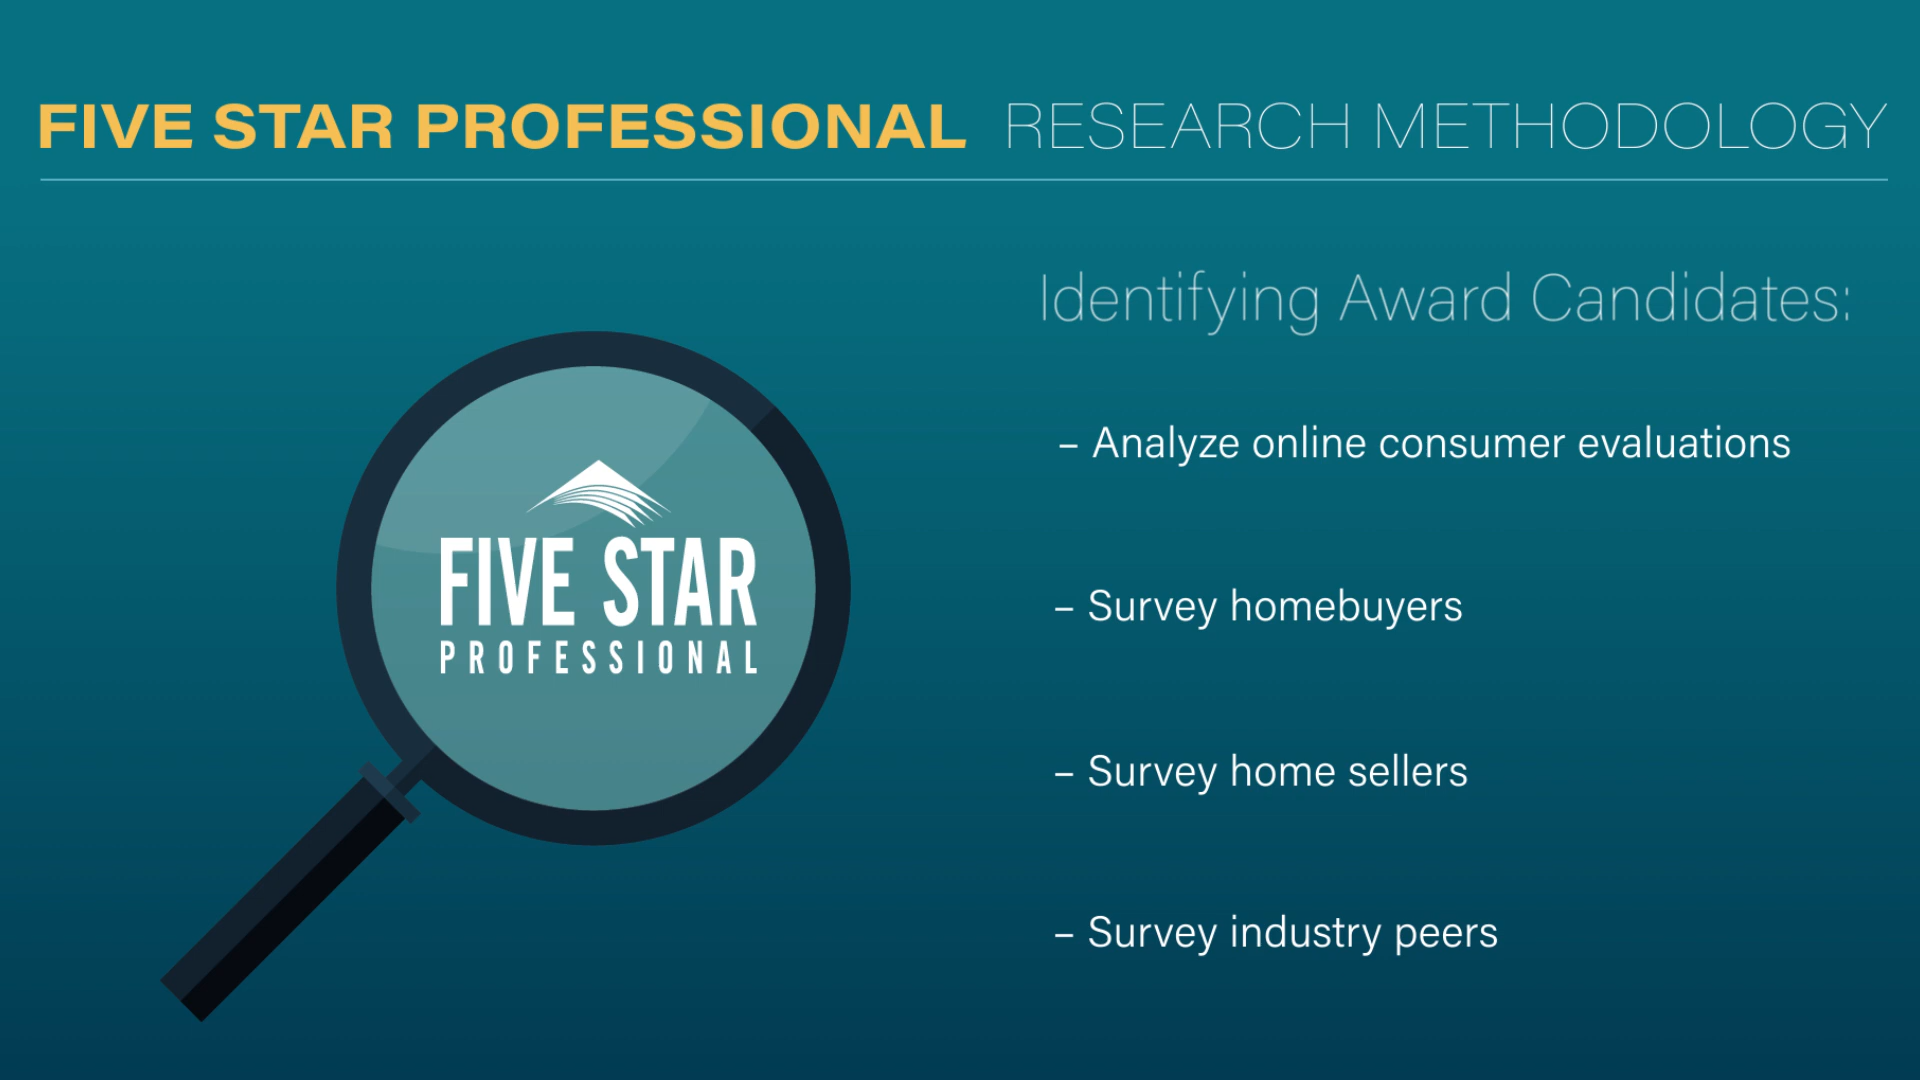 FIVE STAR PROFESSIONAL RESEARCH METHODOLOGY
FIVE STAR
PROFESSIONAL
Identifying Award Candidates:
– Analyze online consumer evaluations
– Survey homebuyers
– Survey home sellers
– Survey industry peers